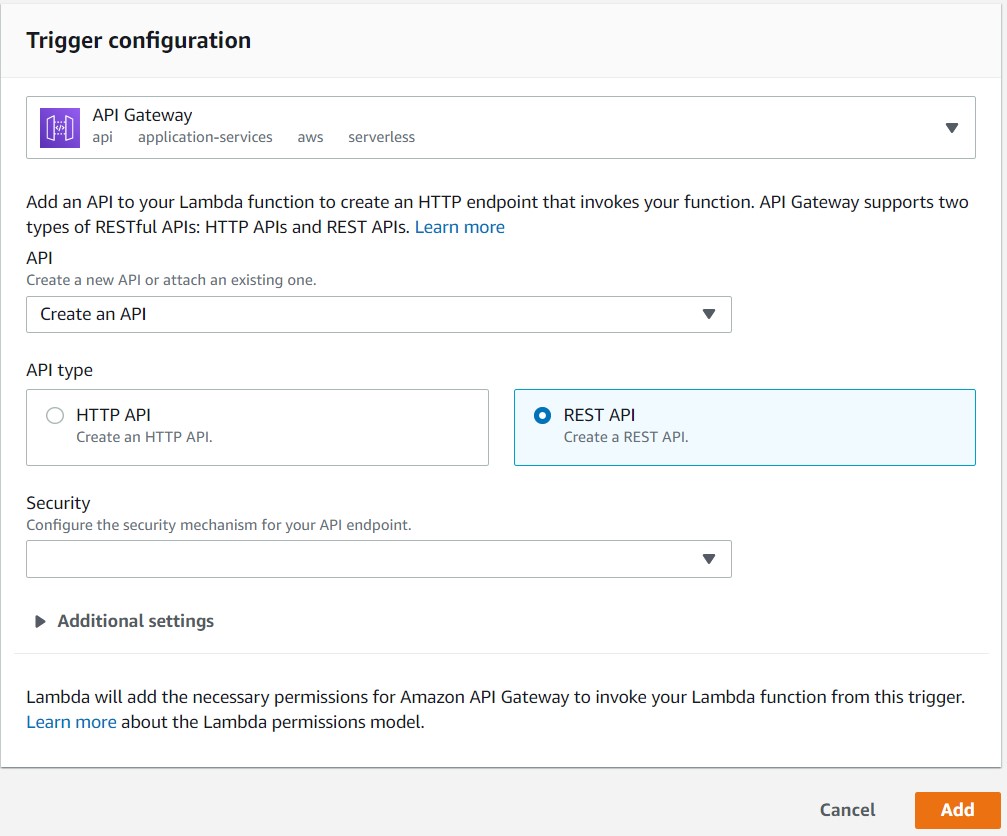 Trigger configuration
API Gateway
api application-services aws serverless
Add an API to your Lambda function to create an HTTP endpoint that invokes your function. API Gateway supports two
types of RESTful APIs: HTTP APIs and REST APIs. Learn more
API
Create a new API or attach an existing one.
Create an API
API type
HTTP API
Create an HTTP API.
REST API
Create a REST API.
Security
Configure the security mechanism for your API endpoint.
Additional settings
Lambda will add the necessary permissions for Amazon API Gateway to invoke your Lambda function from this trigger.
Learn more about the Lambda permissions model.
Cancel
Add